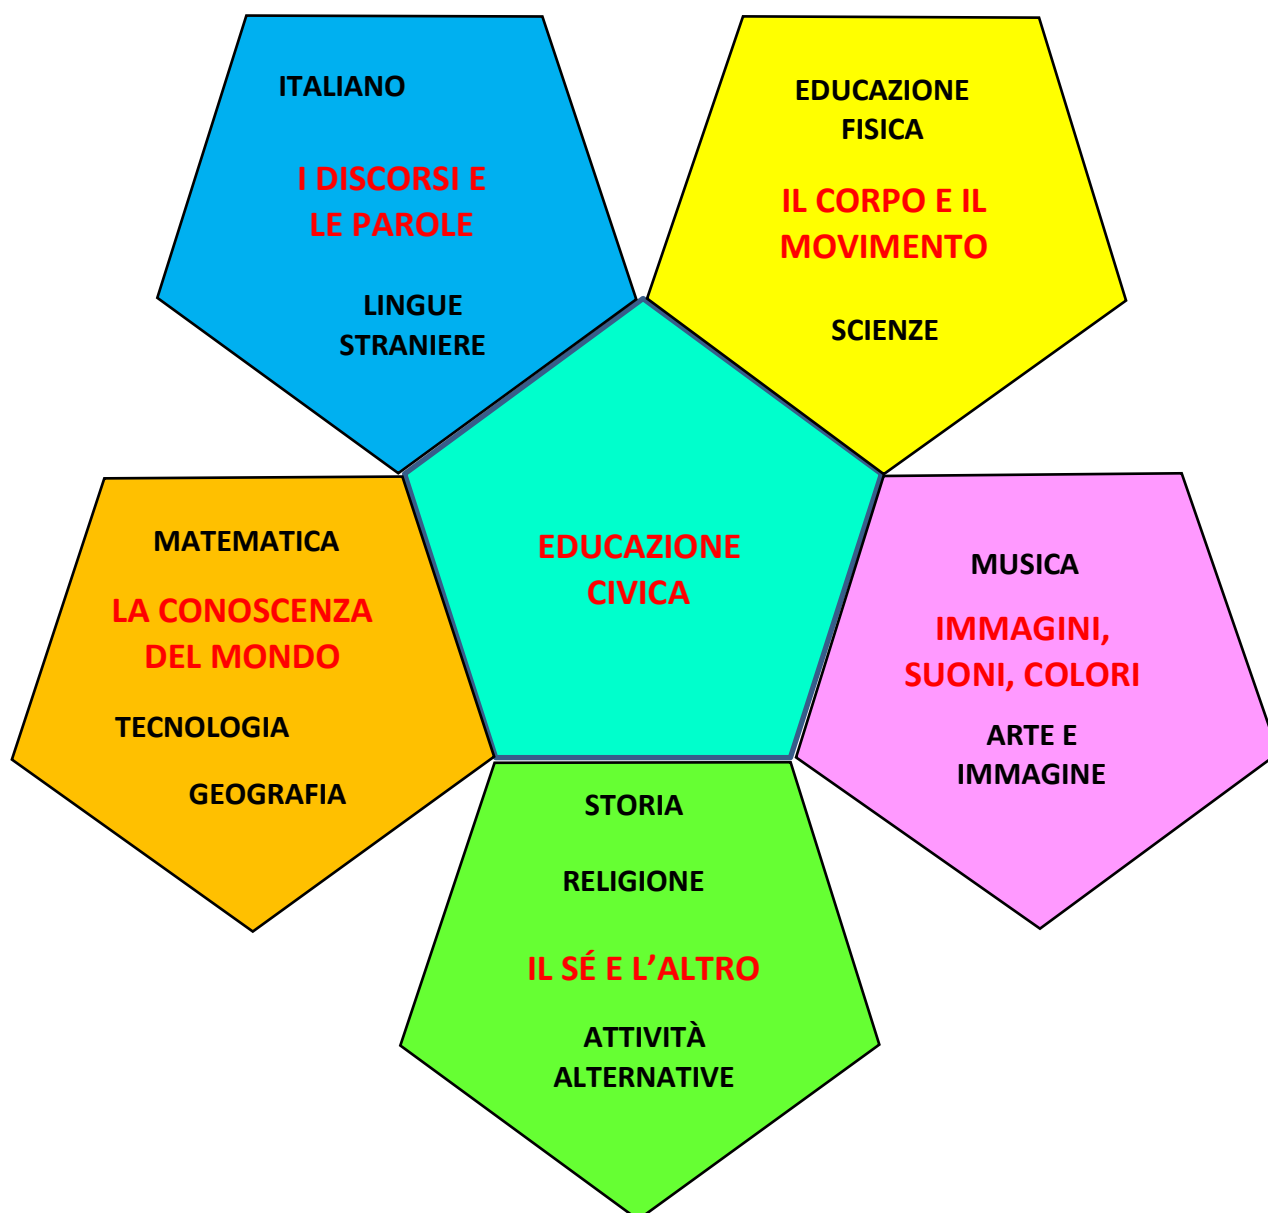 ITALIANO
I DISCORSI E
LE PAROLE
LINGUE
STRANIERE
EDUCAZIONE
FISICA
IL CORPO E IL
MOVIMENTO
SCIENZE
EDUCAZIONE
CIVICA
MATEMATICA
LA CONOSCENZA
DEL MONDO
TECNOLOGIA
GEOGRAFIA
MUSICA
IMMAGINI,
SUONI, COLORI
ARTE E
IMMAGINE
STORIA
RELIGIONE
IL SÉ E L’ALTRO
ATTIVITÀ
ALTERNATIVE